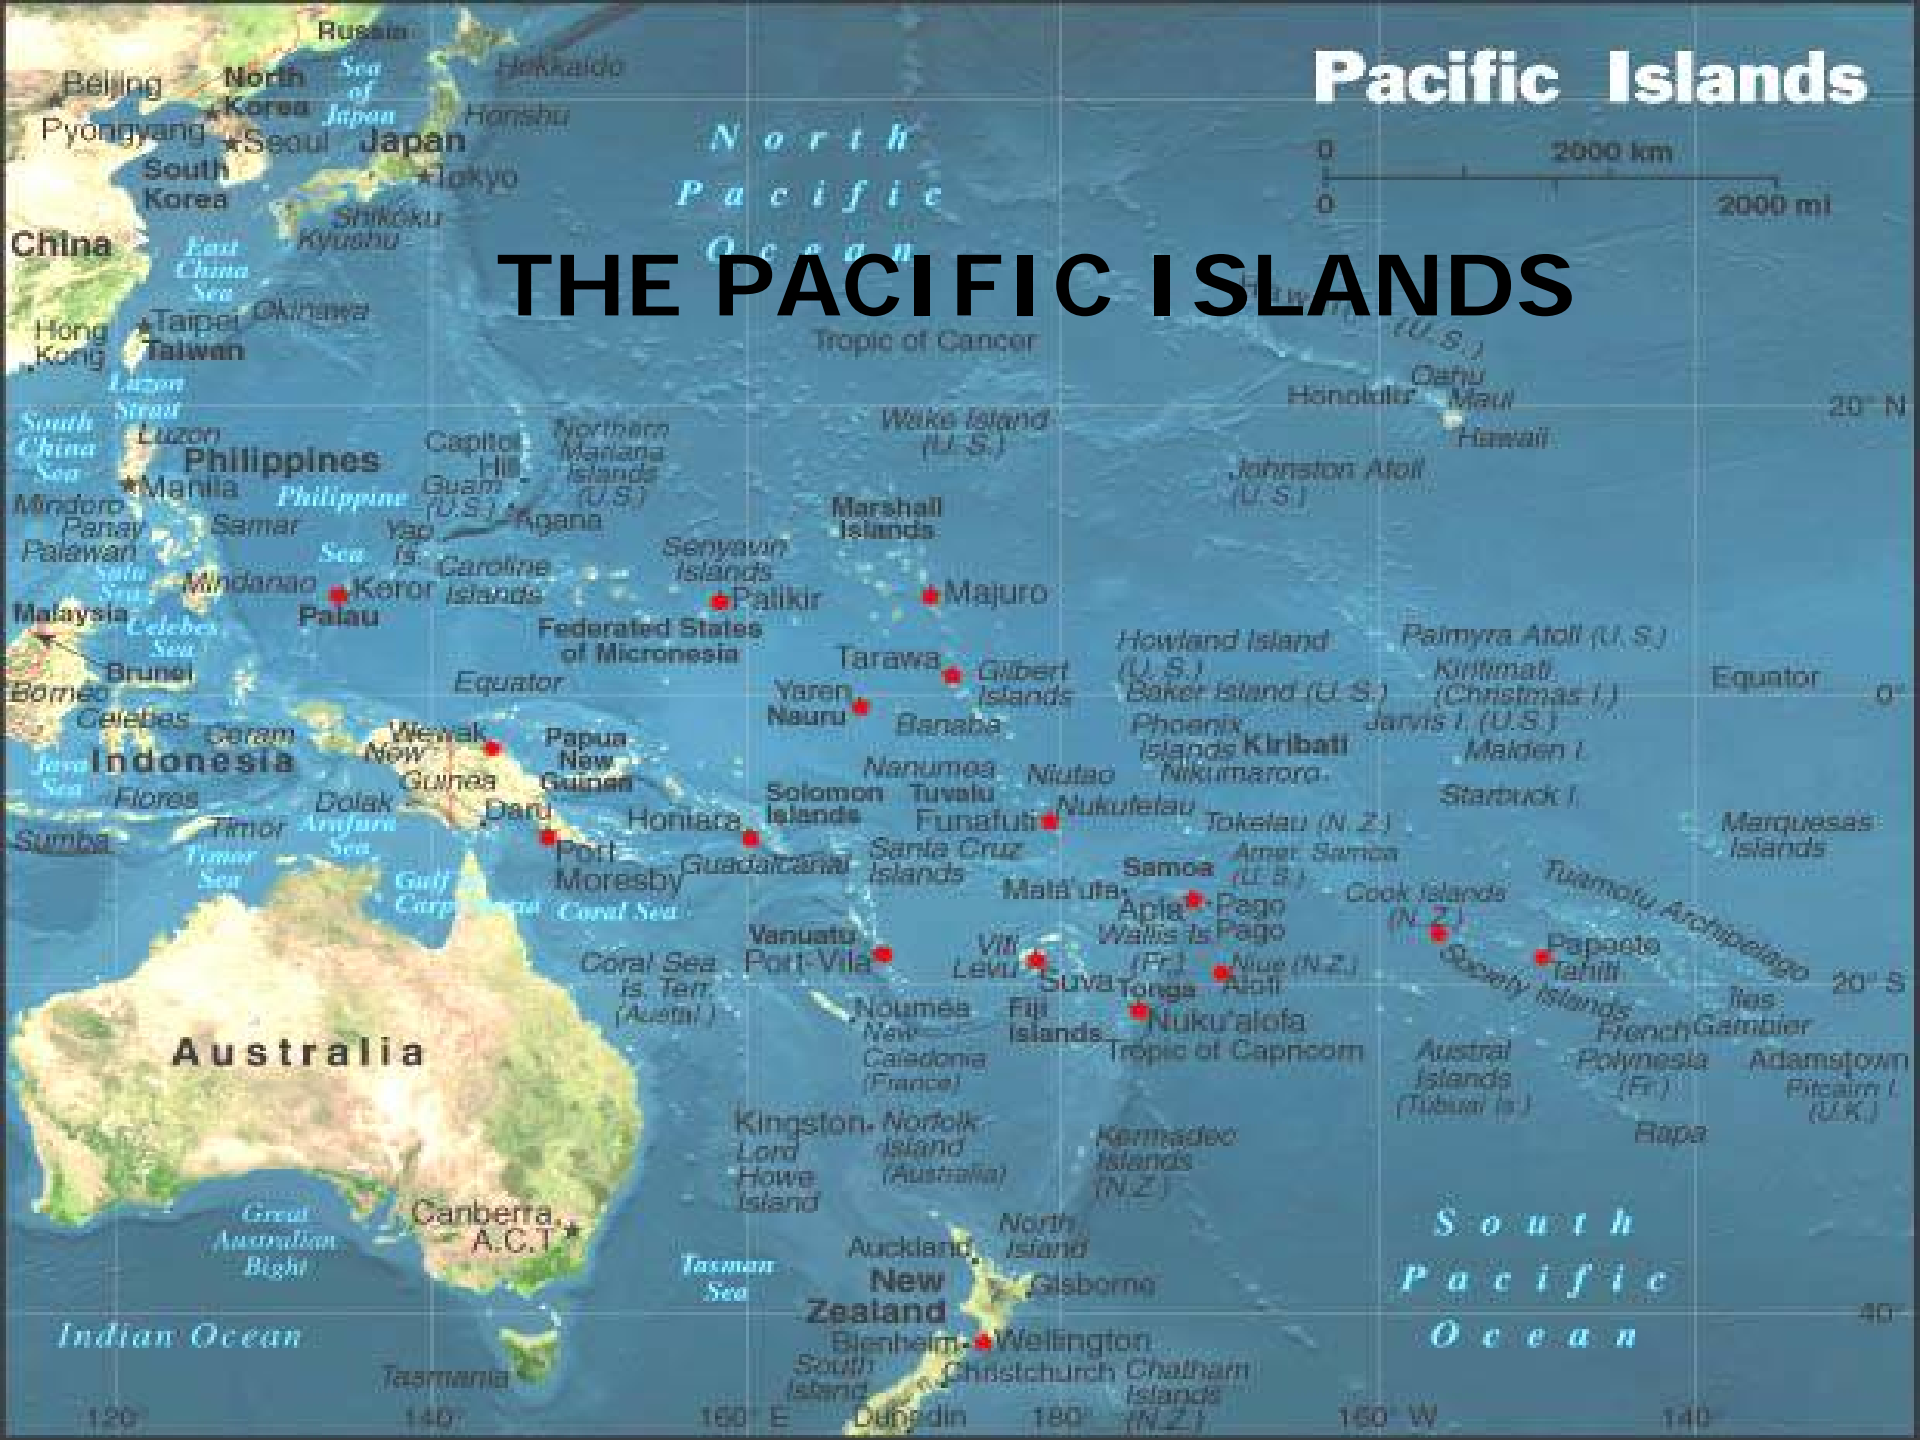 Russia
Hokkaido
Pacific Islands
Beijing
North
Korea
Sea
of
Japan
Honshu
Pyongyang
Seoul
Japan
North
Pacific
Ocean
0
2000 km
0
2000 mi
South
Korea
Tokyo
Shikoku
Kyushu
China
East
China
Sea
THE PACIFIC ISLANDS
(U.S.)
Okinawa
Taipei
Taiwan
Hong
Kong
Tropic of Cancer
Luzon
Strait
Oahu
Honolulu
Maui
Hawaii
20° N
South
China
Sea
Luzon
Philippines
Manila
Capitol
Hill
Northern
Mariana
Islands
(U.S.)
Wake Island
(U.S.)
Johnston Atoll
(U.S.)
Guam
(U.S.)
Agana
Philippine
Sea
Mindoro
Panay
Palawan
Samar
Yap
Is.
Marshall
Islands
Senyavin
Islands
Caroline
Islands
Sulu
Sea
Mindanao
Koror
Palau
Palikir
Majuro
Malaysia
Celebes
Sea
Federated States
of Micronesia
Brunei
Borneo
Tarawa
Gilbert
Islands
Howland Island
(U.S.)
Baker Island (U.S.)
Palmyra Atoll (U.S.)
Kiritimati
(Christmas I.)
Equator
Equator
0°
Yaren
Nauru
Banaba
Phoenix
Islands
Kiribati
Jarvis I. (U.S.)
Malden I.
Celebes
Ceram
Wewak
New
Guinea
Papua
New
Guinea
Indonesia
Java
Sea
Flores
Dolak
Arafura
Sea
Daru
Nanumea
Tuvalu
Niutao
Nikumaroro
Starbuck I.
Solomon
Islands
Honiara
Funafuti
Nukufetau
Tokelau (N.Z.)
Marquesas
Islands
Sumba
Timor
Timor
Sea
Port
Moresby
Guadalcanal
Santa Cruz
Islands
Samoa
Amer. Samoa
(U.S.)
Tuamotu Archipelago
Gulf
Coral Sea
Mata'utu
Apia
Pago
Pago
Cook Islands
(N.Z.)
Vanuatu
Port-Vila
Viti
Levu
Wallis Is.
(Fr.)
Niue (N.Z.)
Alofi
Papeete
Tahiti
Society Islands
Coral Sea
Is. Terr.
(Austal.)
Suva
Tonga
20° S
Noumea
New
Caledonia
(France)
Fiji
Islands
Nuku'alofa
Îles
Gambier
French
Polynesia
(Fr.)
Australia
Tropic of Capricorn
Austral
Islands
(Tubuai Is.)
Adamstown
Pitcairn I.
(U.K.)
Rapa
Kingston
Norfolk
Island
(Australia)
Lord
Howe
Island
Kermadec
Islands
(N.Z.)
Canberra
A.C.T
Great
Australian
Bight
South
Pacific
Ocean
Auckland
North
Island
Tasman
Sea
New
Zealand
Gisborne
40°
Indian Ocean
Blenheim
Wellington
Tasmania
South
Island
Christchurch
Chatham
Islands
(N.Z.)
Dunedin
120°
140°
160° E
180°
160° W
140°